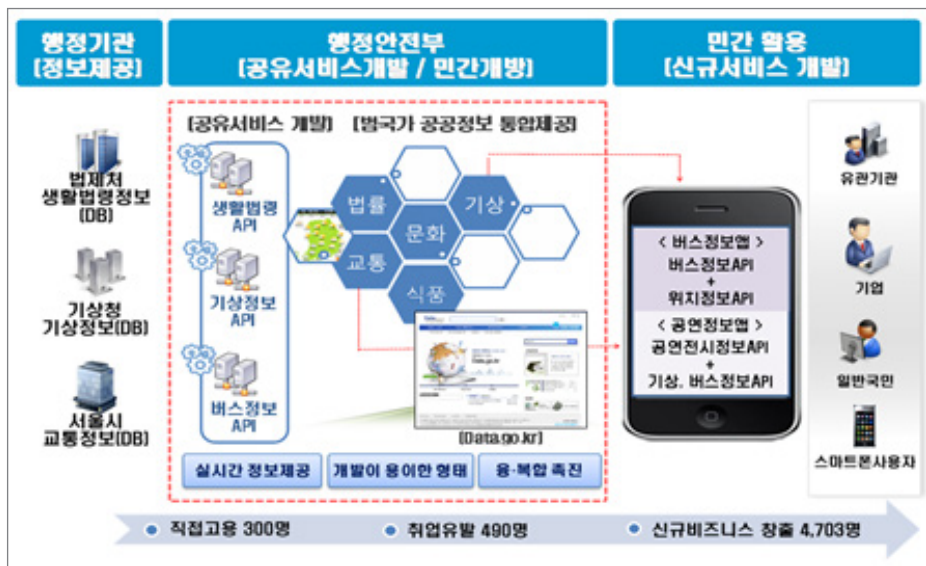 행정기관
[정보제공]
행정안전부
[공유서비스개발 / 민간개방]
민간 활용
[신규서비스 개발]
법제처
생활법령정보
(DB)
기상청
기상정보(DB)
서울시
교통정보(DB)
[공유서비스 개발] [범국가 공공정보 통합제공]
생활법령
API
기상정보
API
버스정보
API
법률
기상
문화
교통
식품
Data.go.kr
[Data.go.kr]
실시간 정보제공
개발이 용이한 형태
융·복합 촉진
< 버스정보앱 >
버스정보API
+
위치정보API
< 공연정보앱 >
공연전시정보API
+
기상, 버스정보API
유관기관
기업
일반국민
스마트폰사용자
직접고용 300명
취업유발 490명
신규비즈니스 창출 4,703명